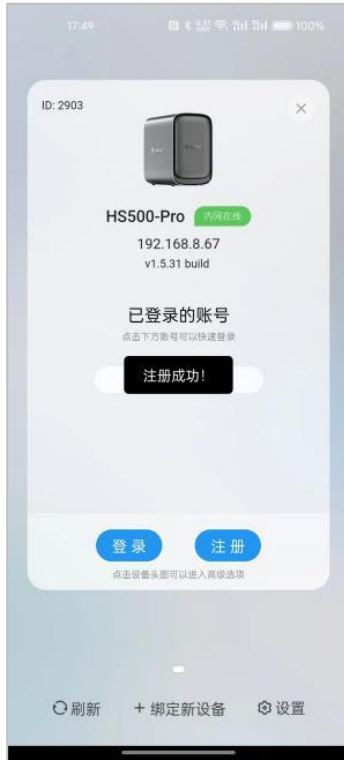 17:49
100%
ID: 2903
HS500-Pro 内网在线
192.168.8.67
v1.5.31 build
已登录的账号
点击下方账号可以快速登录
注册成功!
登录 注册
点击设备头图可以进入高级选项
刷新 + 绑定新设备 设置